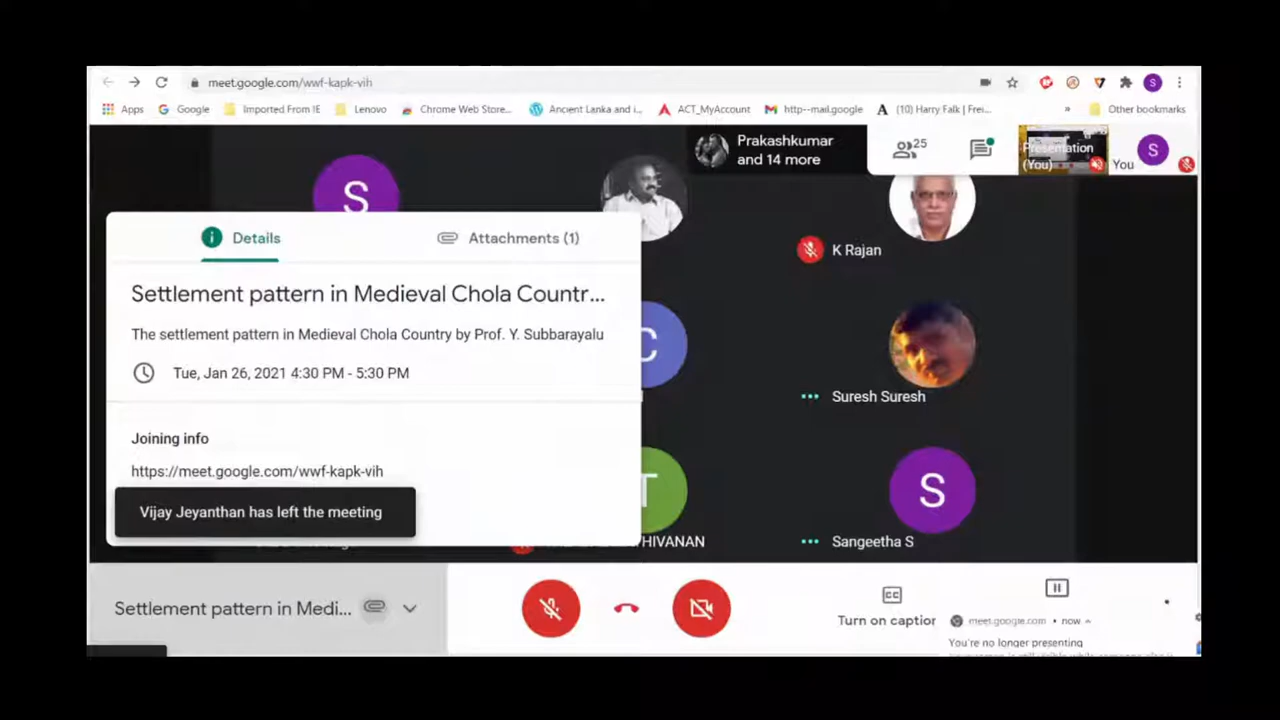 meet.google.com/wwf-kapk-vih
Apps Google Imported From IE Lenovo Chrome Web Store... Ancient Lanka and i... ACT_MyAccount http--mail.google (10) Harry Falk | Frei... » Other bookmarks
Prakashkumar
and 14 more
25
Presentation
(You)
You
S
S
K Rajan
Details
Attachments (1)
Settlement pattern in Medieval Chola Countr...
The settlement pattern in Medieval Chola Country by Prof. Y. Subbarayalu
Tue, Jan 26, 2021 4:30 PM - 5:30 PM
C
Suresh Suresh
Joining info
https://meet.google.com/wwf-kapk-vih
Vijay Jeyanthan has left the meeting
T
S
HIVANAN
Sangeetha S
Settlement pattern in Medi...
CC
Turn on caption
meet.google.com • now
You're no longer presenting